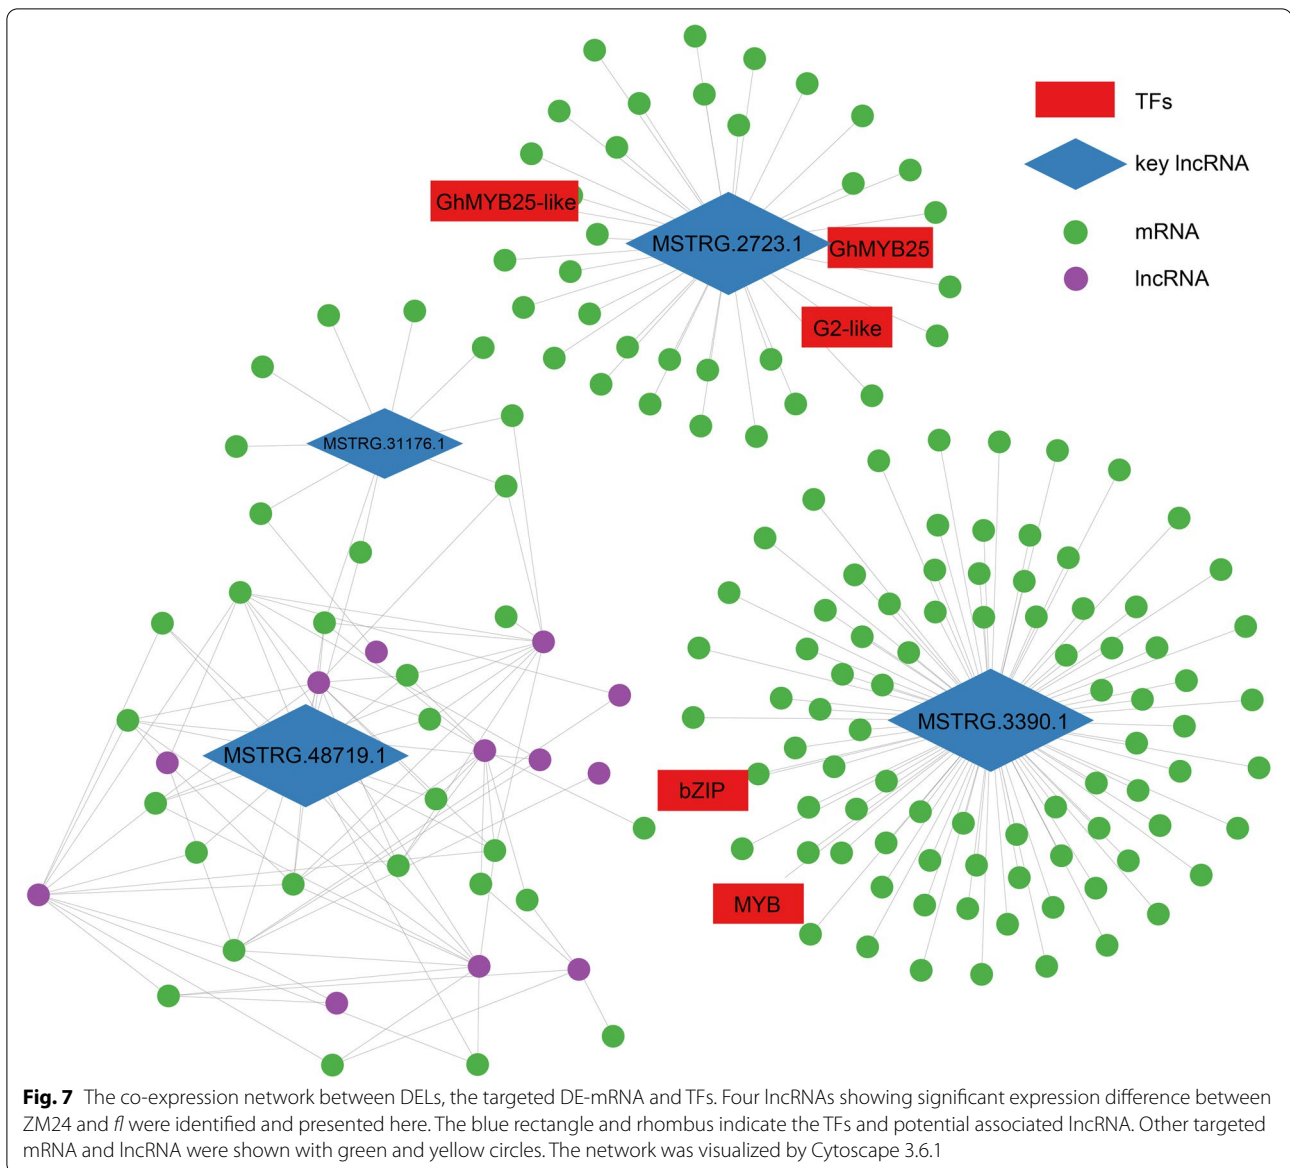 TFs
key lncRNA
mRNA
lncRNA
GhMYB25-like
MSTRG.2723.1
GhMYB25
G2-like
MSTRG.31176.1
MSTRG.48719.1
MSTRG.3390.1
bZIP
MYB
Fig. 7 The co-expression network between DELs, the targeted DE-mRNA and TFs. Four lncRNAs showing significant expression difference between
ZM24 and fl were identified and presented here. The blue rectangle and rhombus indicate the TFs and potential associated lncRNA. Other targeted
mRNA and lncRNA were shown with green and yellow circles. The network was visualized by Cytoscape 3.6.1